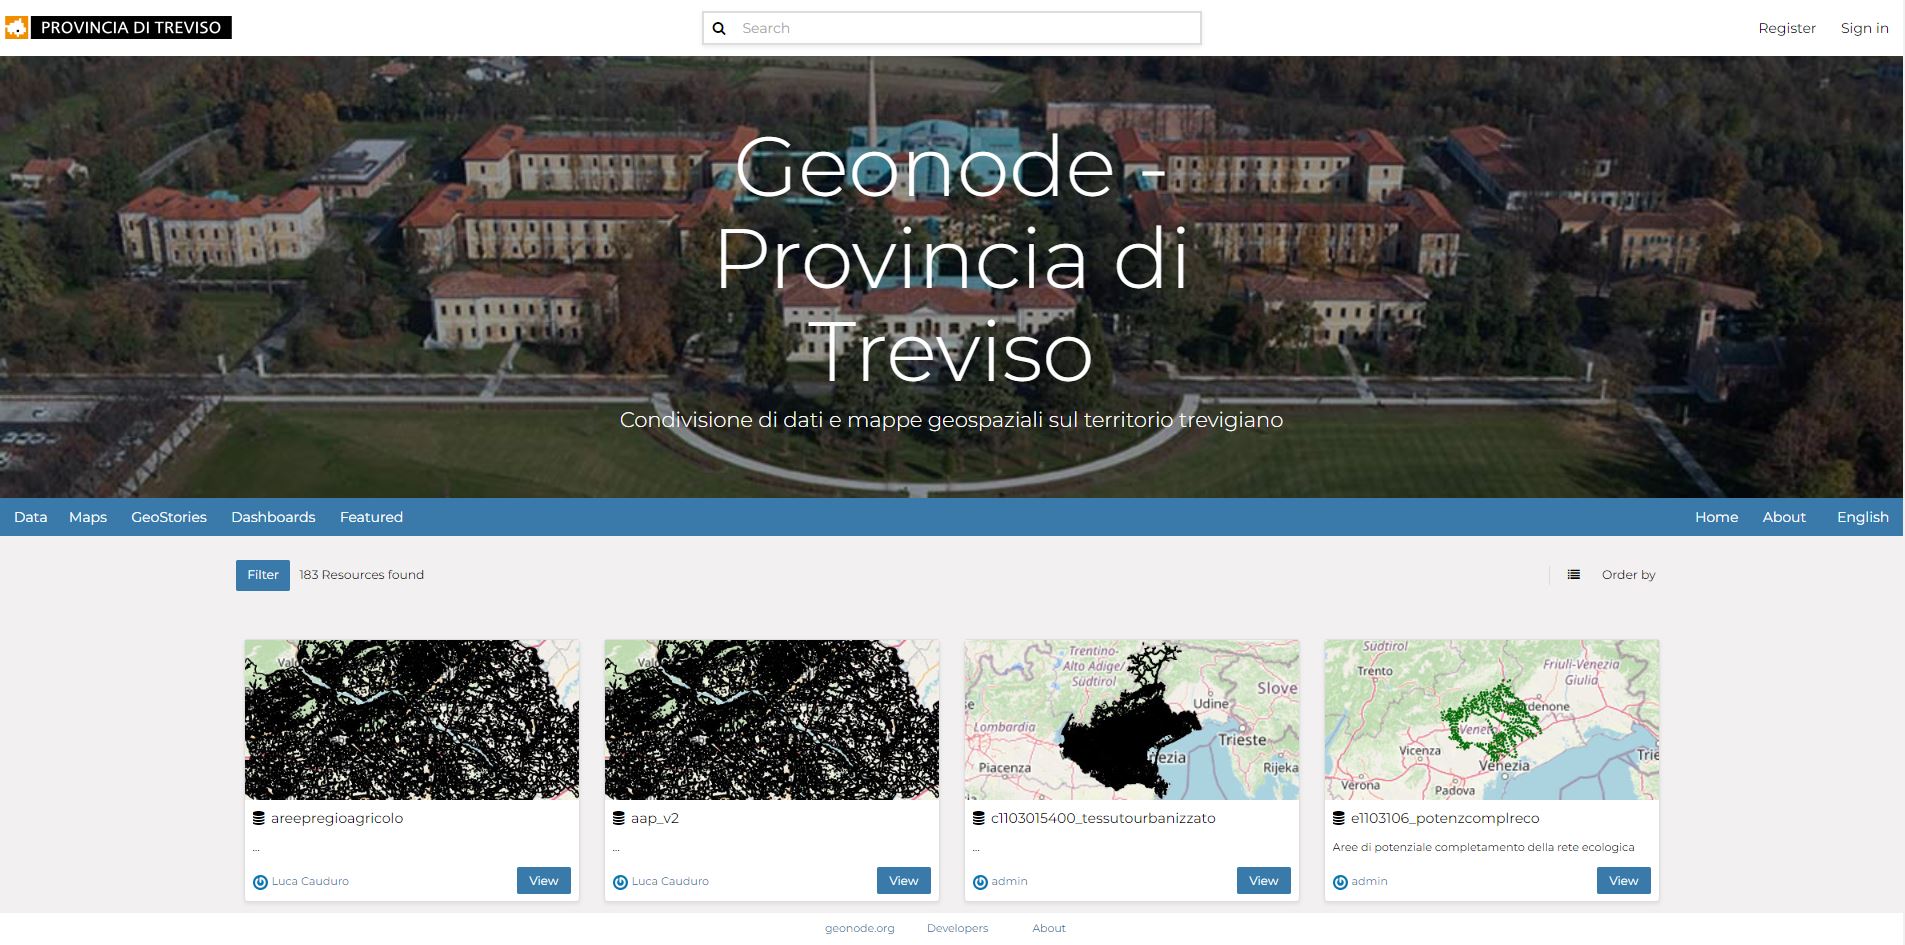 PROVINCIA DI TREVISO
Search
Register
Sign in
Geonode -
Provincia di
Treviso
Condivisione di dati e mappe geospaziali sul territorio trevigiano
Data
Maps
GeoStories
Dashboards
Featured
Home
About
English
Filter
183 Resources found
Order by
areepregioagricolo
...
Luca Cauduro
View
aap_v2
...
Luca Cauduro
View
Trentino-
Alto Adige/
Südtirol
Slove
Udine
Lombardia
Trieste
ezia
Piacenza
Rijeka
c1103015400_tessutourbanizzato
...
admin
View
Südtirol
Trento
Friuli-Venezia
Giulia
denone
Veneto
Vicenza
Trie
Venezia
Verona
Padova
e1103106_potenzcomplreco
Aree di potenziale completamento della rete ecologica
admin
View
geonode.org
Developers
About